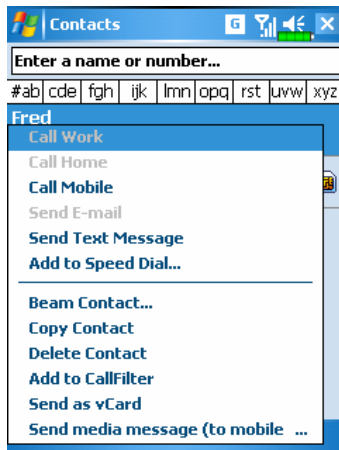 Contacts G
Enter a name or number...
#ab cde fgh ijk lmn opq rst uvw xyz
Fred
Call Work
Call Home
Call Mobile
Send E-mail
Send Text Message
Add to Speed Dial...
Beam Contact...
Copy Contact
Delete Contact
Add to CallFilter
Send as vCard
Send media message (to mobile ...